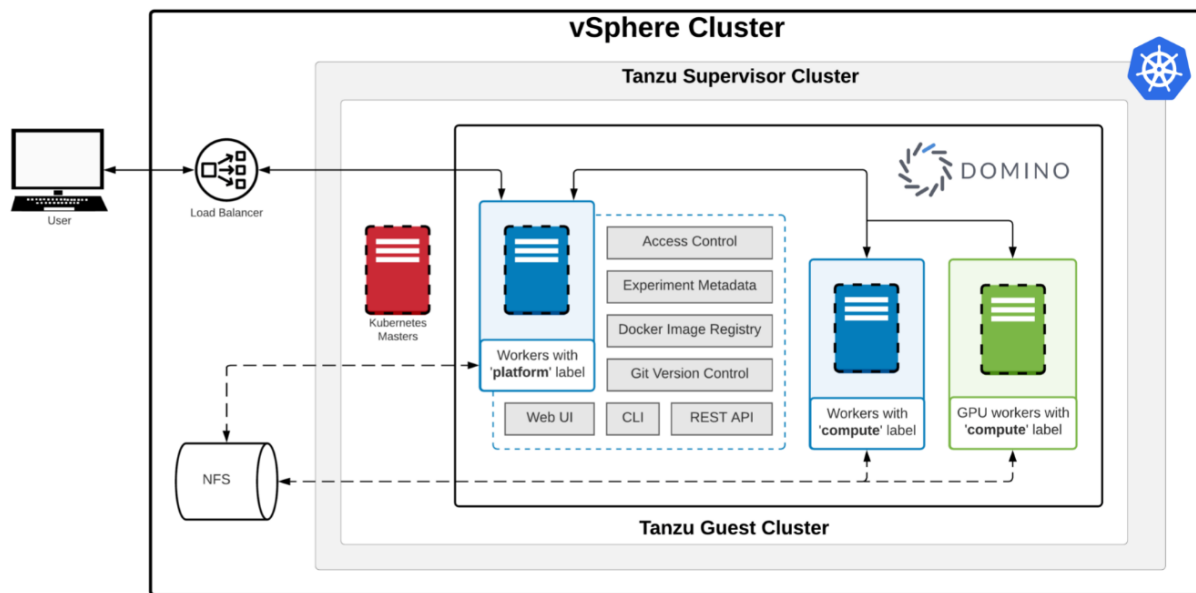 vSphere Cluster
Tanzu Supervisor Cluster
DOMINO
User
Load Balancer
Kubernetes
Masters
Access Control
Experiment Metadata
Docker Image Registry
Git Version Control
Web UI
CLI
REST API
Workers with
'platform' label
Workers with
'compute' label
GPU workers with
'compute' label
NFS
Tanzu Guest Cluster